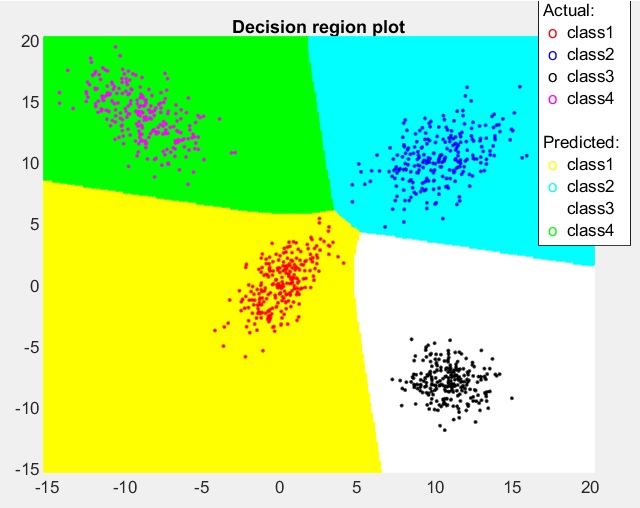 Decision region plot
Actual:
o class1
o class2
o class3
o class4
Predicted:
o class1
o class2
class3
o class4
20
15
10
5
0
-5
-10
-15
-15 -10 -5 0 5 10 15 20